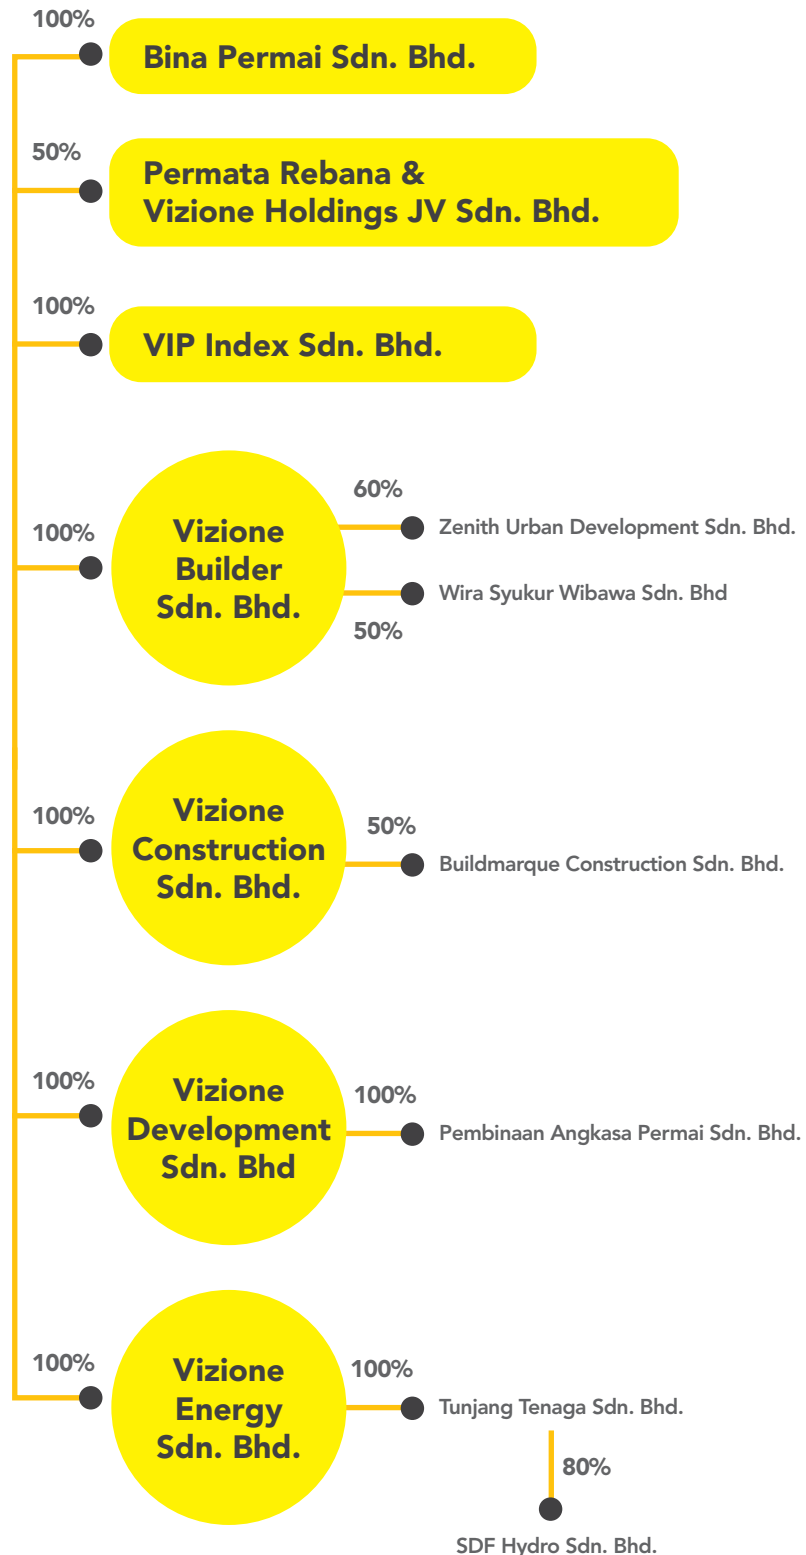 100%
Bina Permai Sdn. Bhd.
50%
Permata Rebana &
Vizione Holdings JV Sdn. Bhd.
100%
VIP Index Sdn. Bhd.
100%
Vizione
Builder
Sdn. Bhd.
60%
Zenith Urban Development Sdn. Bhd.
Wira Syukur Wibawa Sdn. Bhd
50%
100%
Vizione
Construction
Sdn. Bhd.
50%
Buildmarque Construction Sdn. Bhd.
100%
Vizione
Development
Sdn. Bhd
100%
Pembinaan Angkasa Permai Sdn. Bhd.
100%
Vizione
Energy
Sdn. Bhd.
100%
Tunjang Tenaga Sdn. Bhd.
80%
SDF Hydro Sdn. Bhd.